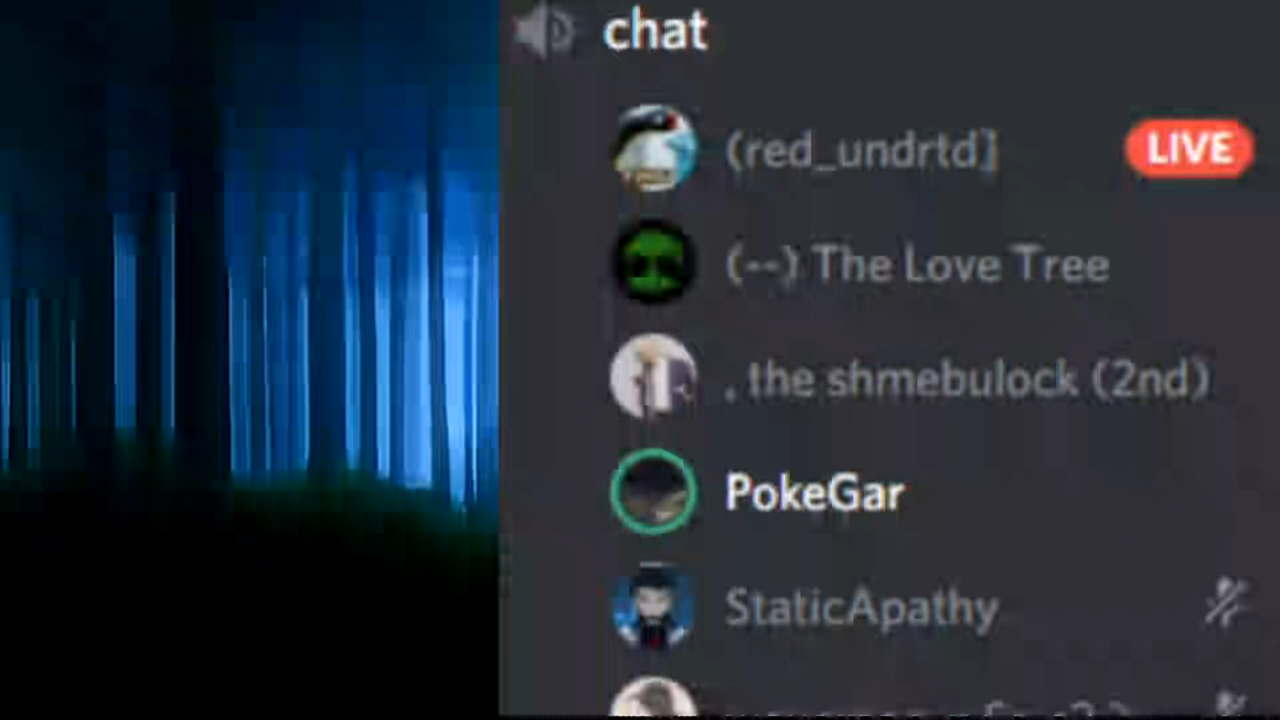 chat
(red_undrtd]
LIVE
(--) The Love Tree
, the shmebulock (2nd)
PokeGar
StaticApathy